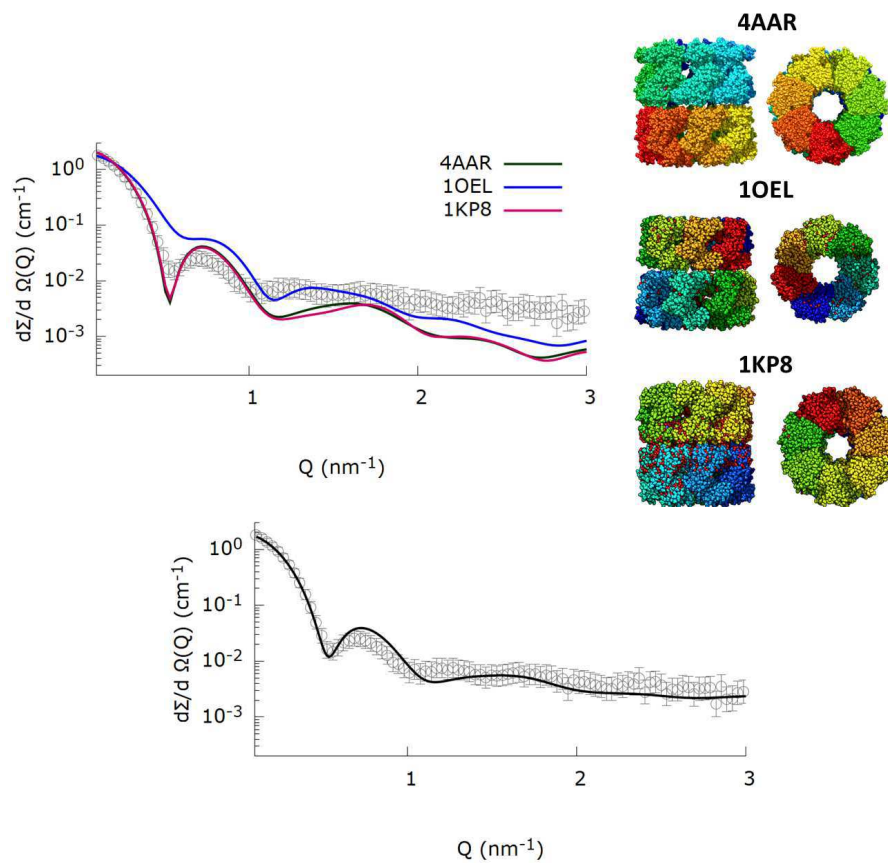 4AAR
1OEL
1KP8
dΣ/d Ω(Q) (cm⁻¹)
10⁰
10⁻¹
10⁻²
10⁻³
4AAR
1OEL
1KP8
1
2
3
Q (nm⁻¹)
dΣ/d Ω(Q) (cm⁻¹)
10⁰
10⁻¹
10⁻²
10⁻³
1
2
3
Q (nm⁻¹)